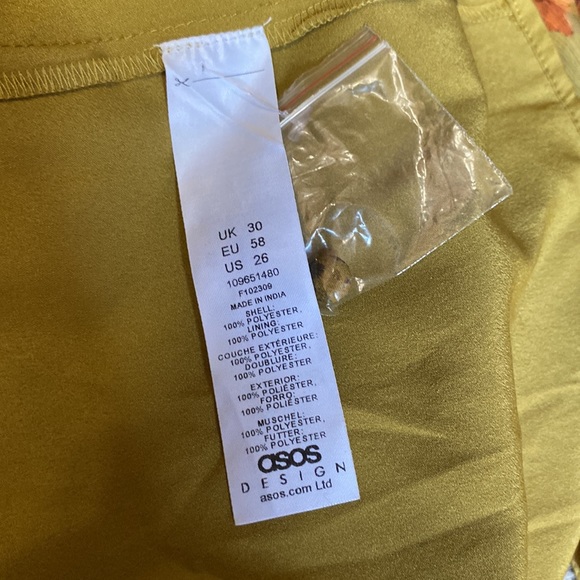 UK 30
EU 58
US 26
109651480
F102309
MADE IN INDIA
SHELL:
100% POLYESTER,
LINING:
100% POLYESTER
COUCHE EXTÉRIEURE:
100% POLYESTER,
DOUBLURE:
100% POLYESTER
EXTERIOR:
100% POLIÉSTER,
FORRO:
100% POLIÉSTER
MUSCHEL:
100% POLYESTER,
FUTTER:
100% POLYESTER
asos
DESIGN
asos.com Ltd